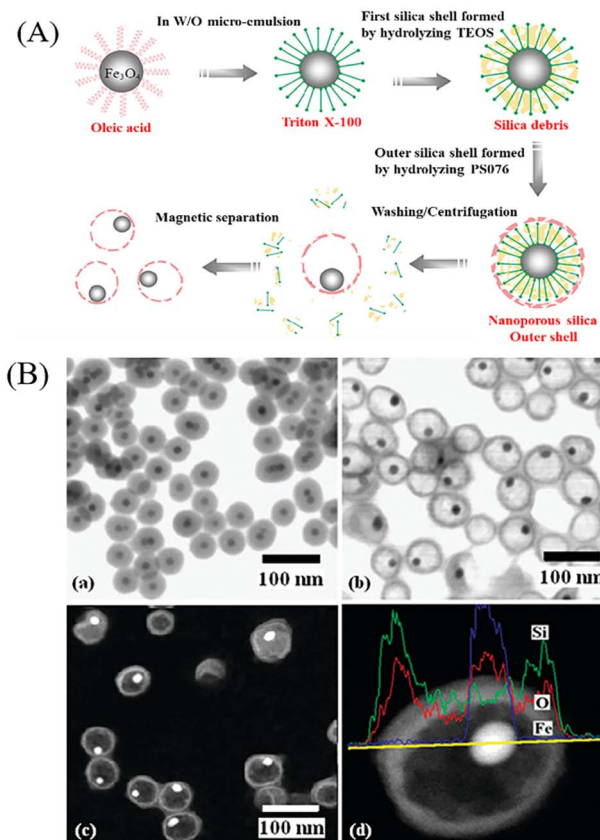 (A)
In W/O micro-emulsion
First silica shell formed
by hydrolyzing TEOS
Fe₃O₄
Oleic acid
Triton X-100
Silica debris
Outer silica shell formed
by hydrolyzing PS076
Magnetic separation
Washing/Centrifugation
Nanoporous silica
Outer shell
(B)
100 nm
(a)
100 nm
(b)
100 nm
(c)
Si
O
Fe
(d)